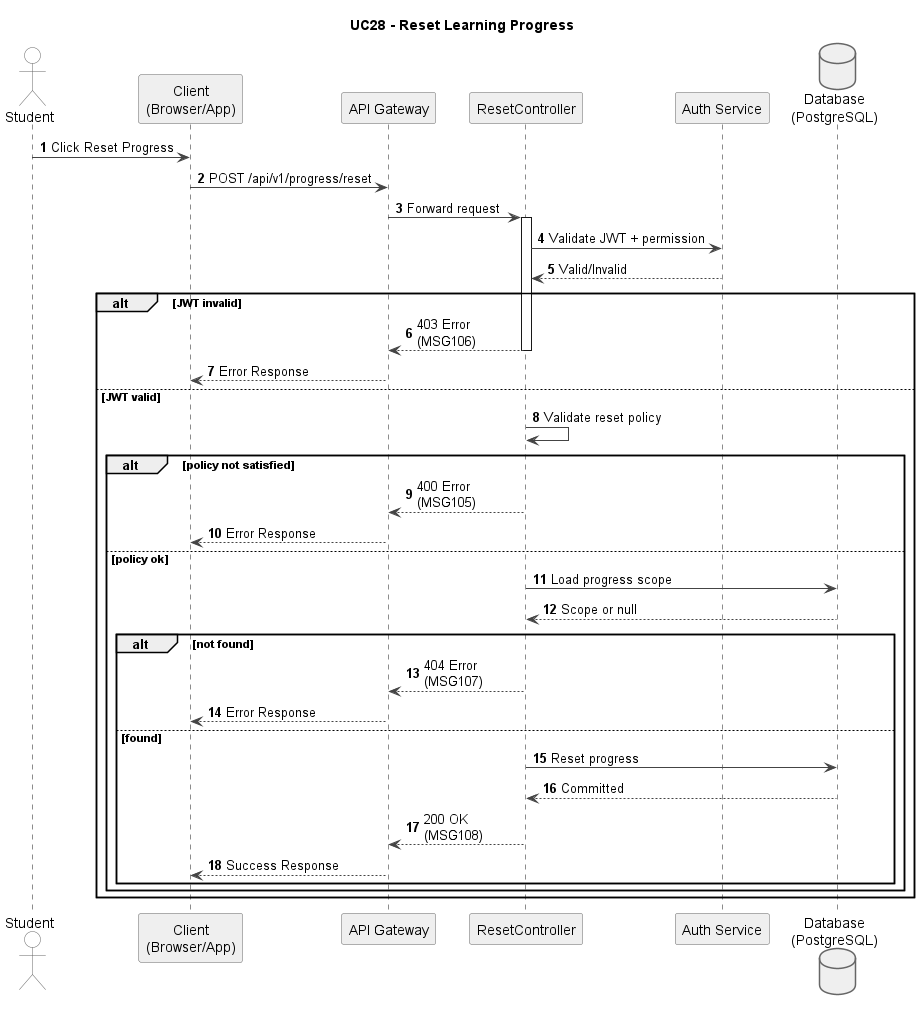 UC28 - Reset Learning Progress
Student
Client
(Browser/App)
API Gateway
ResetController
Auth Service
Database
(PostgreSQL)
1 Click Reset Progress
2 POST /api/v1/progress/reset
3 Forward request
4 Validate JWT + permission
5 Valid/Invalid
alt [JWT invalid]
6 403 Error
(MSG106)
7 Error Response
[JWT valid]
8 Validate reset policy
alt [policy not satisfied]
9 400 Error
(MSG105)
10 Error Response
[policy ok]
11 Load progress scope
12 Scope or null
alt [not found]
13 404 Error
(MSG107)
14 Error Response
[found]
15 Reset progress
16 Committed
17 200 OK
(MSG108)
18 Success Response
Student
Client
(Browser/App)
API Gateway
ResetController
Auth Service
Database
(PostgreSQL)